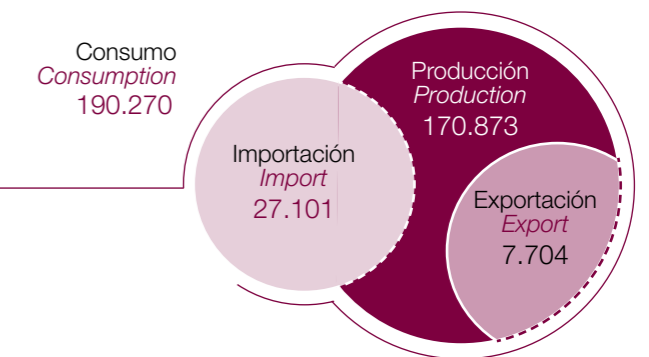 Consumo
Consumption
190.270
Producción
Production
170.873
Importación
Import
27.101
Exportación
Export
7.704